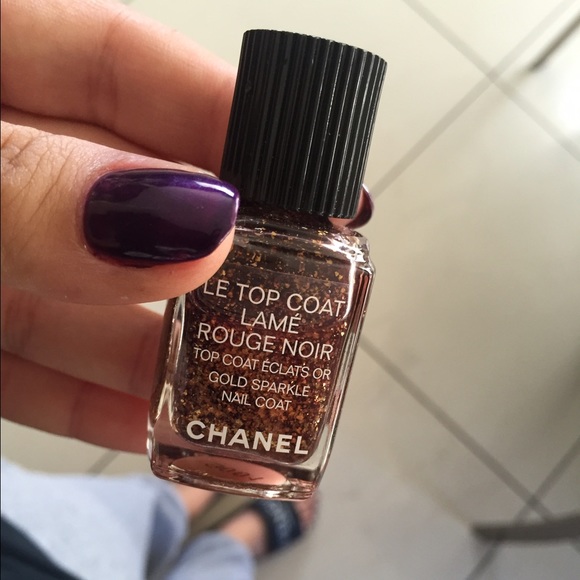 LE TOP COAT
LAMÉ
ROUGE NOIR
TOP COAT ÉCLATS OR
GOLD SPARKLE
NAIL COAT
CHANEL